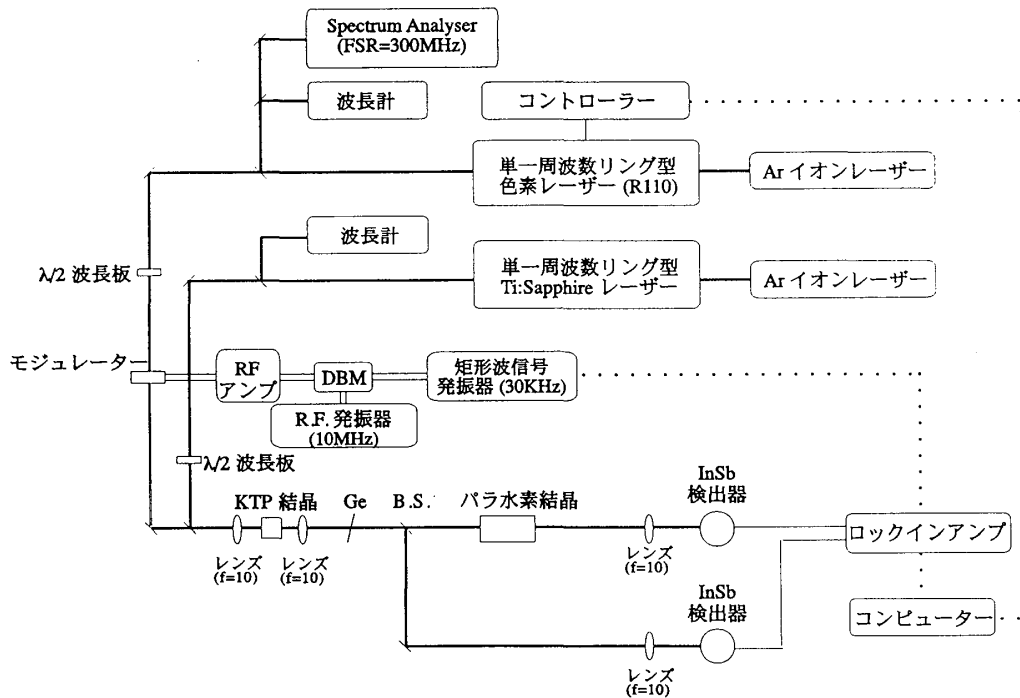 Spectrum Analyser
(FSR=300MHz)
波長計
コントローラー
単一周波数リング型
色素レーザー (R110)
Ar イオンレーザー
波長計
λ/2 波長板
単一周波数リング型
Ti:Sapphire レーザー
Ar イオンレーザー
モジュレーター
RF
アンプ
DBM
矩形波信号
発振器 (30KHz)
R.F. 発振器
(10MHz)
λ/2 波長板
KTP 結晶
Ge
B.S.
パラ水素結晶
InSb
検出器
レンズ
(f=10)
レンズ
(f=10)
レンズ
(f=10)
ロックインアンプ
InSb
検出器
コンピューター
レンズ
(f=10)